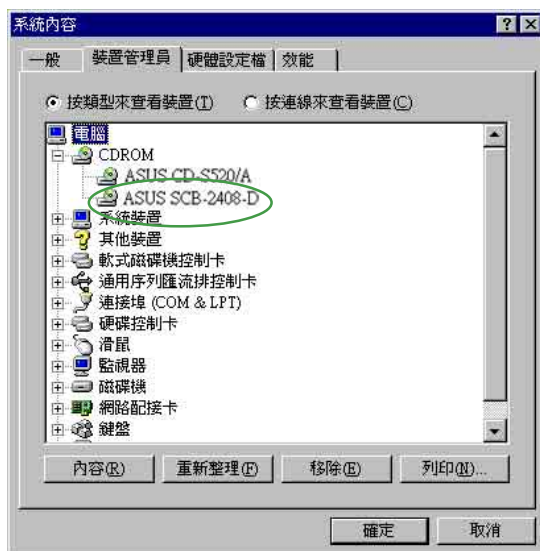 系統內容
一般 裝置管理員 硬體設定檔 效能
按類型來查看裝置(T) 按連線來查看裝置(C)
電腦
CDROM
ASUS CD-S520/A
ASUS SCB-2408-D
系統裝置
其他裝置
軟式磁碟機控制卡
通用序列匯流排控制卡
連接埠 (COM & LPT)
硬碟控制卡
滑鼠
監視器
磁碟機
網路配接卡
鍵盤
內容(R) 重新整理(F) 移除(E) 列印(N)...
確定 取消